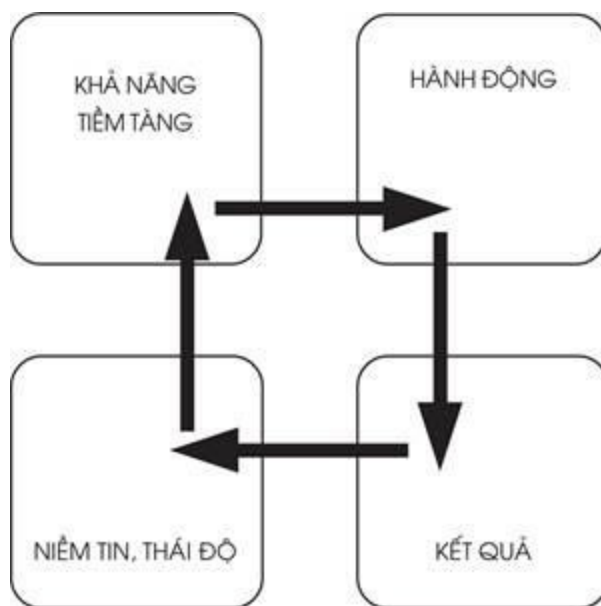 KHẢ NĂNG
TIỀM TÀNG
HÀNH ĐỘNG
NIỀM TIN, THÁI ĐỘ
KẾT QUẢ